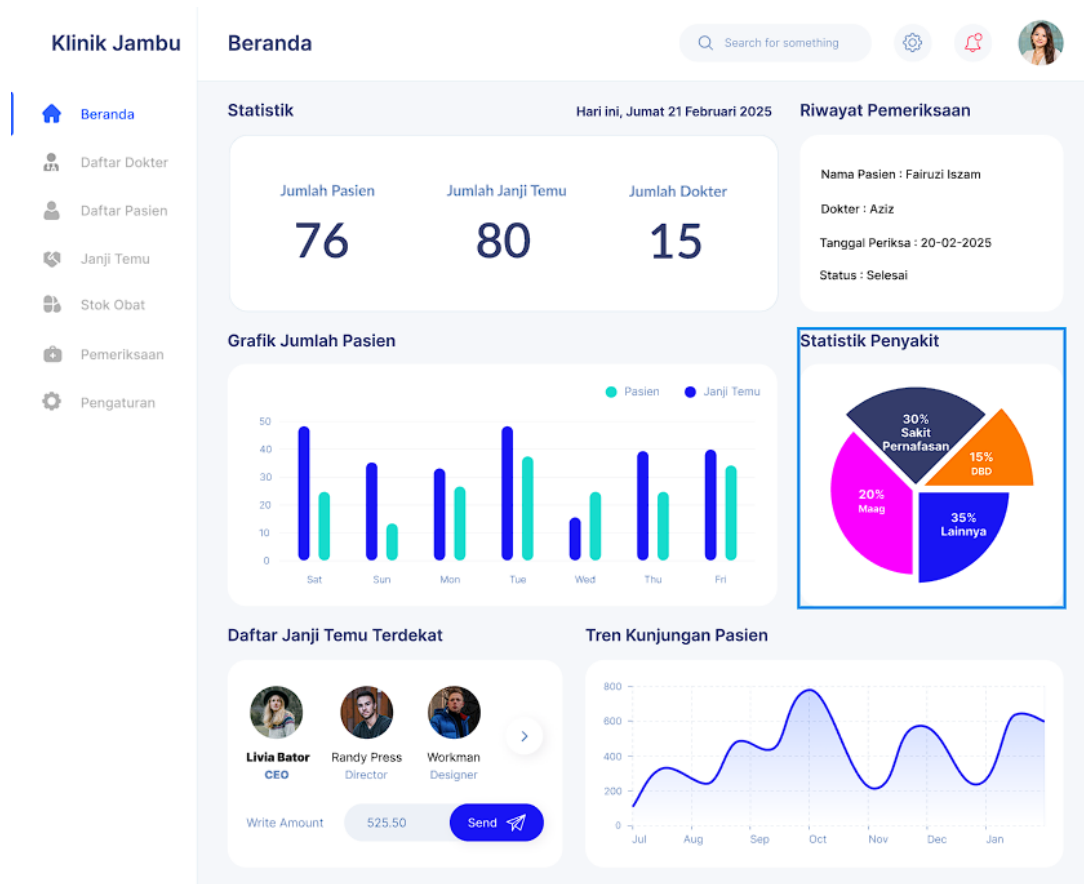 Klinik Jambu
Beranda
Search for something
Beranda
Daftar Dokter
Daftar Pasien
Janji Temu
Stok Obat
Pemeriksaan
Pengaturan
Statistik
Hari ini, Jumat 21 Februari 2025
Jumlah Pasien
76
Jumlah Janji Temu
80
Jumlah Dokter
15
Riwayat Pemeriksaan
Nama Pasien : Fairuzi Iszam
Dokter : Aziz
Tanggal Periksa : 20-02-2025
Status : Selesai
Grafik Jumlah Pasien
Pasien
Janji Temu
50
40
30
20
10
0
Sat
Sun
Mon
Tue
Wed
Thu
Fri
Statistik Penyakit
30%
Sakit
Pernafasan
15%
DBD
20%
Maag
35%
Lainnya
Daftar Janji Temu Terdekat
Livia Bator
CEO
Randy Press
Director
Workman
Designer
Write Amount
525.50
Send
Tren Kunjungan Pasien
800
600
400
200
0
Jul
Aug
Sep
Oct
Nov
Dec
Jan